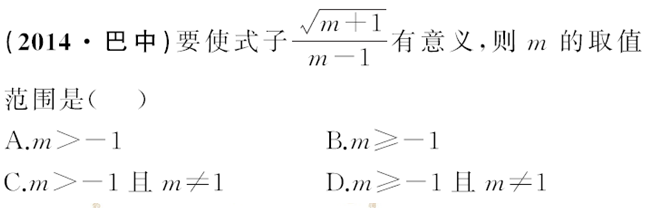 (2014·巴中)要使式子\frac{\sqrt{m+1}}{m-1}有意义,则 m 的取值
范围是(  )
A.m>-1  B.m⩾-1
C.m>-1 且 m≠1  D.m⩾-1 且 m≠1